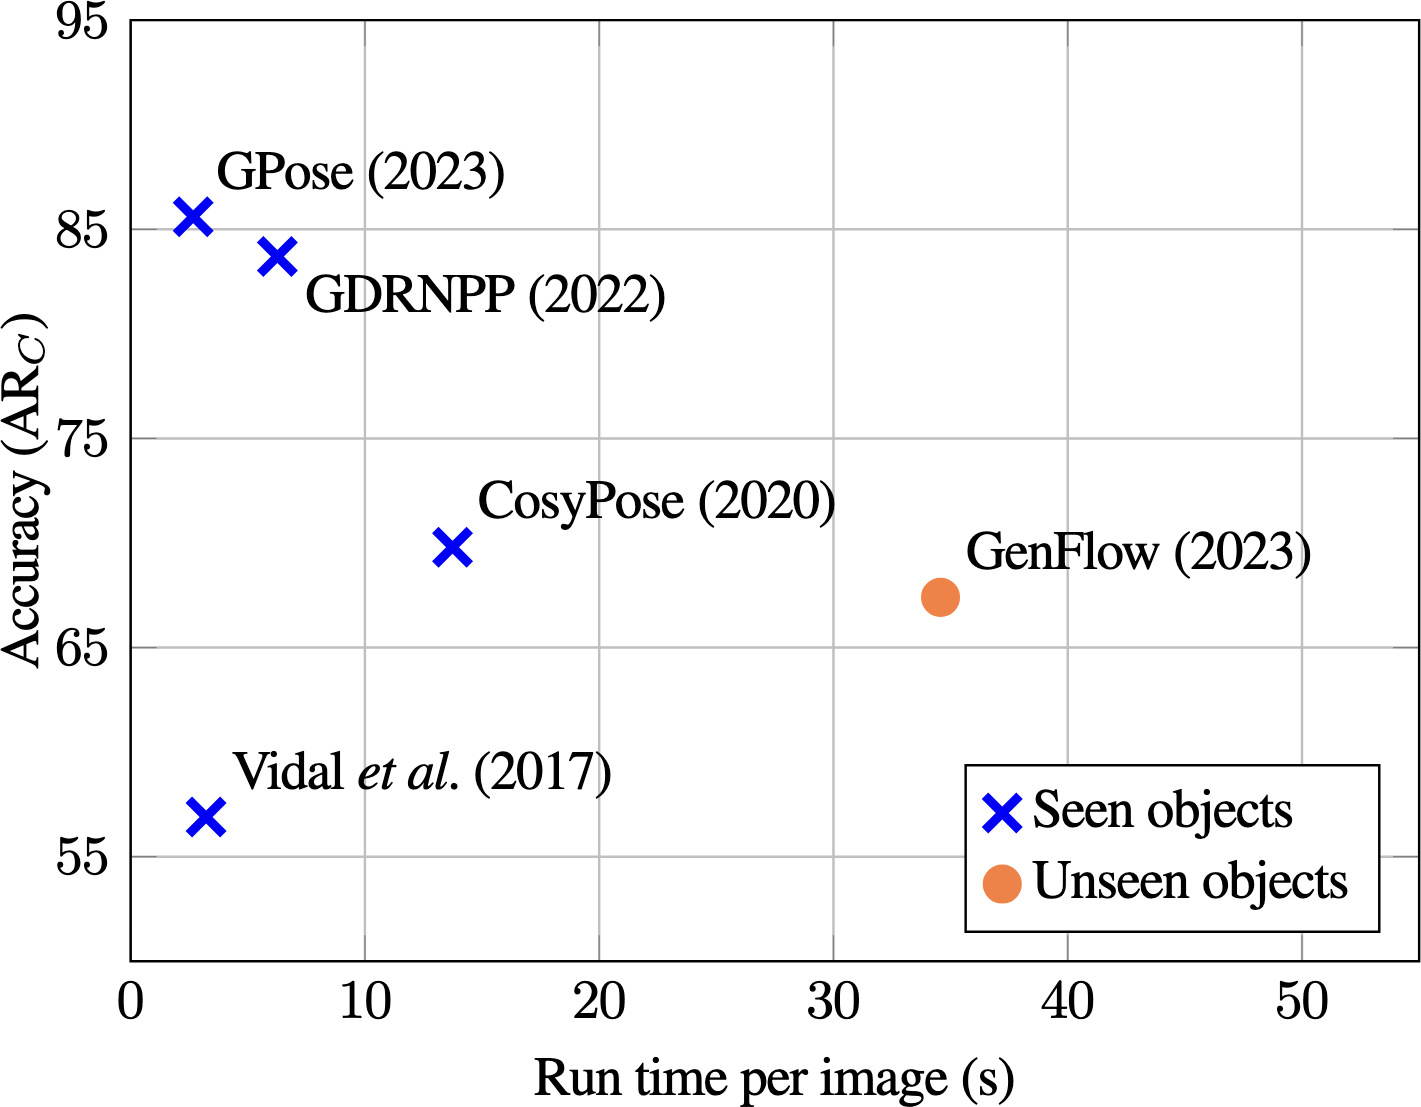 95
GPose (2023)
85
GDRNPP (2022)
Accuracy (AR_C)
75
CosyPose (2020)
GenFlow (2023)
65
Vidal et al. (2017)
Seen objects
55
Unseen objects
0 10 20 30 40 50
Run time per image (s)